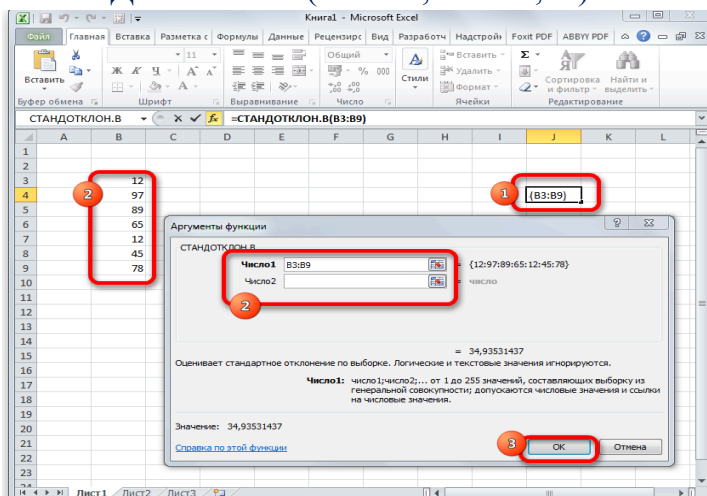 Книга1 - Microsoft Excel
Файл Главная Вставка Разметка с Формулы Данные Рецензирс Вид Разработч Надстройі Foxit PDF ABBYY PDF
Вставить
Ж К Ч
11
A A
Общий
% 000
Стили
Вставить
Удалить
Формат
Σ
Сортировка и фильтр
Найти и выделить
Буфер обмена Шрифт Выравнивание Число Ячейки Редактирование
СТАНДОТКЛОН.В fx =СТАНДОТКЛОН.В(B3:B9)
A B C D E F G H I J K L
1
2
3 12
4 97 (B3:B9)
5 89
6 65
7 12
8 45
9 78
10
11
12
13
14
15
16
17
18
19
20
21
22
23
2
1
Аргументы функции
СТАНДОТКЛОН.В
Число1 B3:B9 = {12:97:89:65:12:45:78}
Число2 = число
2
= 34,93531437
Оценивает стандартное отклонение по выборке. Логические и текстовые значения игнорируются.
Число1: число1;число2;... от 1 до 255 значений, составляющих выборку из
генеральной совокупности; допускаются числовые значения и ссылки
на числовые значения.
Значение: 34,93531437
Справка по этой функции
3
ОК Отмена
Лист1 Лист2 Лист3